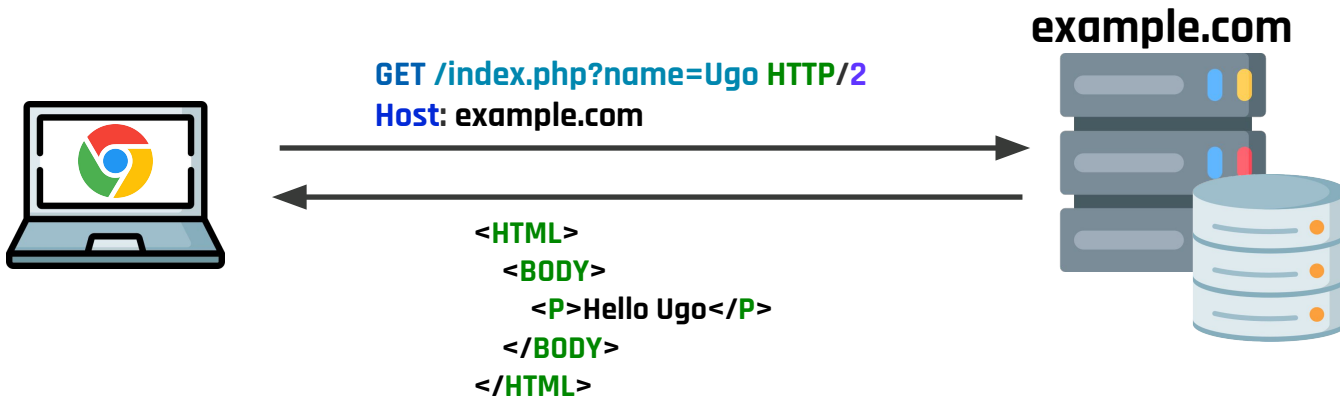 example.com
GET /index.php?name=Ugo HTTP/2
Host: example.com
<HTML>
<BODY>
<P>Hello Ugo</P>
</BODY>
</HTML>